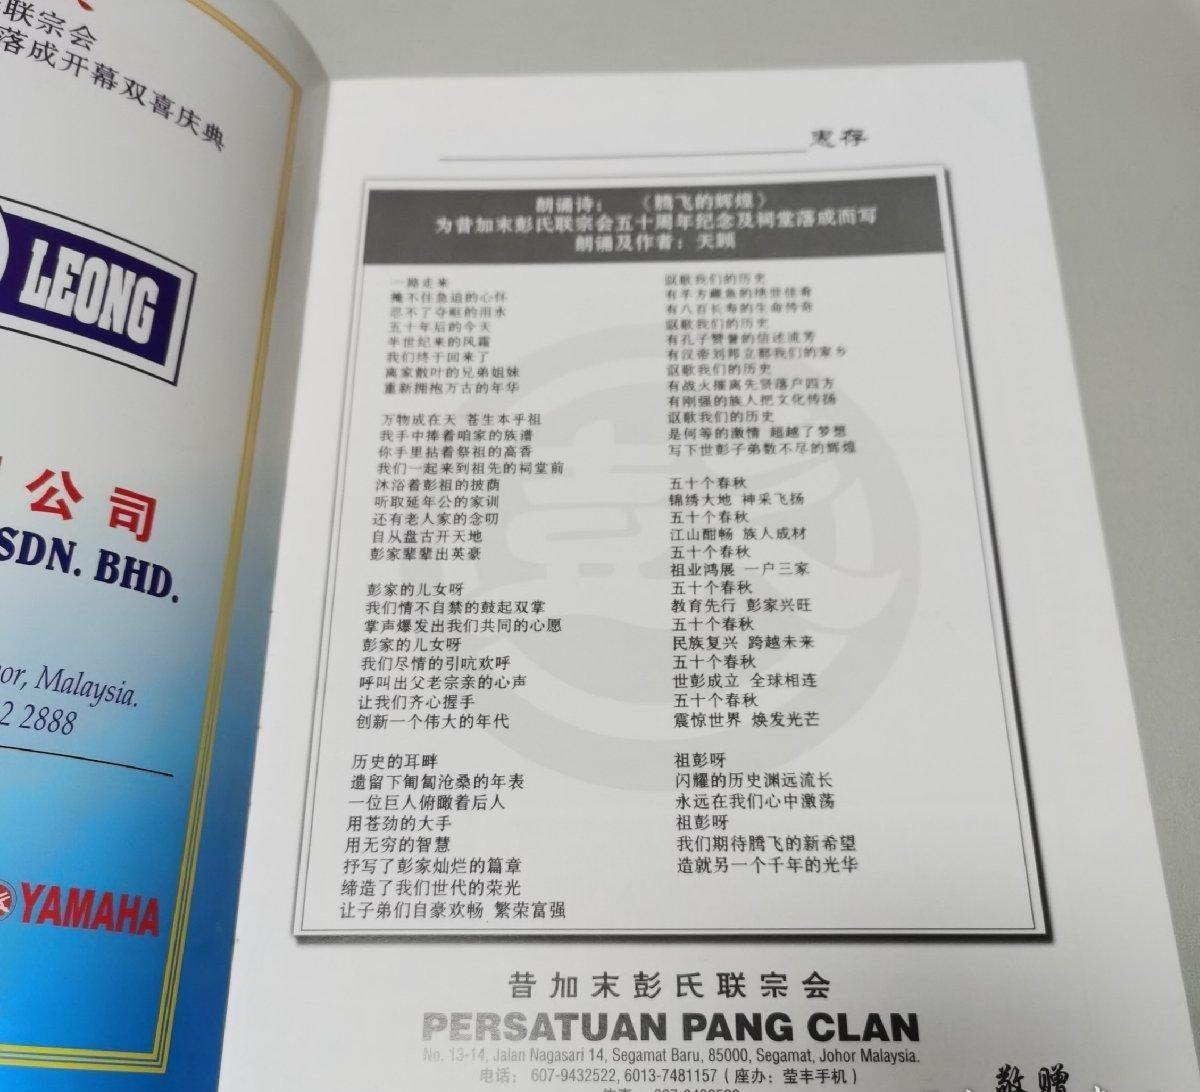 联宗会
落成开幕双喜庆典
LEONG
公司
SDN. BHD.
or, Malaysia.
2 2888
YAMAHA
惠存
朗诵诗：《腾飞的辉煌》
为昔加末彭氏联宗会五十周年纪念及祠堂落成而写
朗诵及作者：天颢
一路走来
掩不住急迫的心怀
忍不了夺眶的泪水
五十年后的今天
半世纪来的风霜
我们终于回来了
离家散叶的兄弟姐妹
重新拥抱万古的年华
万物成在天 苍生本乎祖
我手中捧着咱家的族谱
你手里拈着祭祖的高香
我们一起来到祖先的祠堂前
沐浴着彭祖的披荫
听取延年公的家训
还有老人家的念叨
自从盘古开天地
彭家辈辈出英豪
彭家的儿女呀
我们情不自禁的鼓起双掌
掌声爆发出我们共同的心愿
彭家的儿女呀
我们尽情的引吭欢呼
呼叫出父老宗亲的心声
让我们齐心握手
创新一个伟大的年代
历史的耳畔
遗留下匍匐沧桑的年表
一位巨人俯瞰着后人
用苍劲的大手
用无穷的智慧
抒写了彭家灿烂的篇章
缔造了我们世代的荣光
让子弟们自豪欢畅 繁荣富强
讴歌我们的历史
有羊方藏鱼的绝世佳肴
有八百长寿的生命传奇
讴歌我们的历史
有孔子赞誉的信述流芳
有汉帝刘邦立都我们的家乡
讴歌我们的历史
有战火摧离先贤落户四方
有刚强的族人把文化传扬
讴歌我们的历史
是何等的激情 超越了梦想
写下世彭子弟数不尽的辉煌
五十个春秋
锦绣大地 神采飞扬
五十个春秋
江山酣畅 族人成材
五十个春秋
祖业鸿展 一户三家
五十个春秋
教育先行 彭家兴旺
五十个春秋
民族复兴 跨越未来
五十个春秋
世彭成立 全球相连
五十个春秋
震惊世界 焕发光芒
祖彭呀
闪耀的历史渊远流长
永远在我们心中激荡
祖彭呀
我们期待腾飞的新希望
造就另一个千年的光华
昔加末彭氏联宗会
PERSATUAN PANG CLAN
No. 13-14, Jalan Nagasari 14, Segamat Baru, 85000, Segamat, Johor Malaysia.
电话： 607-9432522, 6013-7481157（座办：莹丰手机）
敬赠